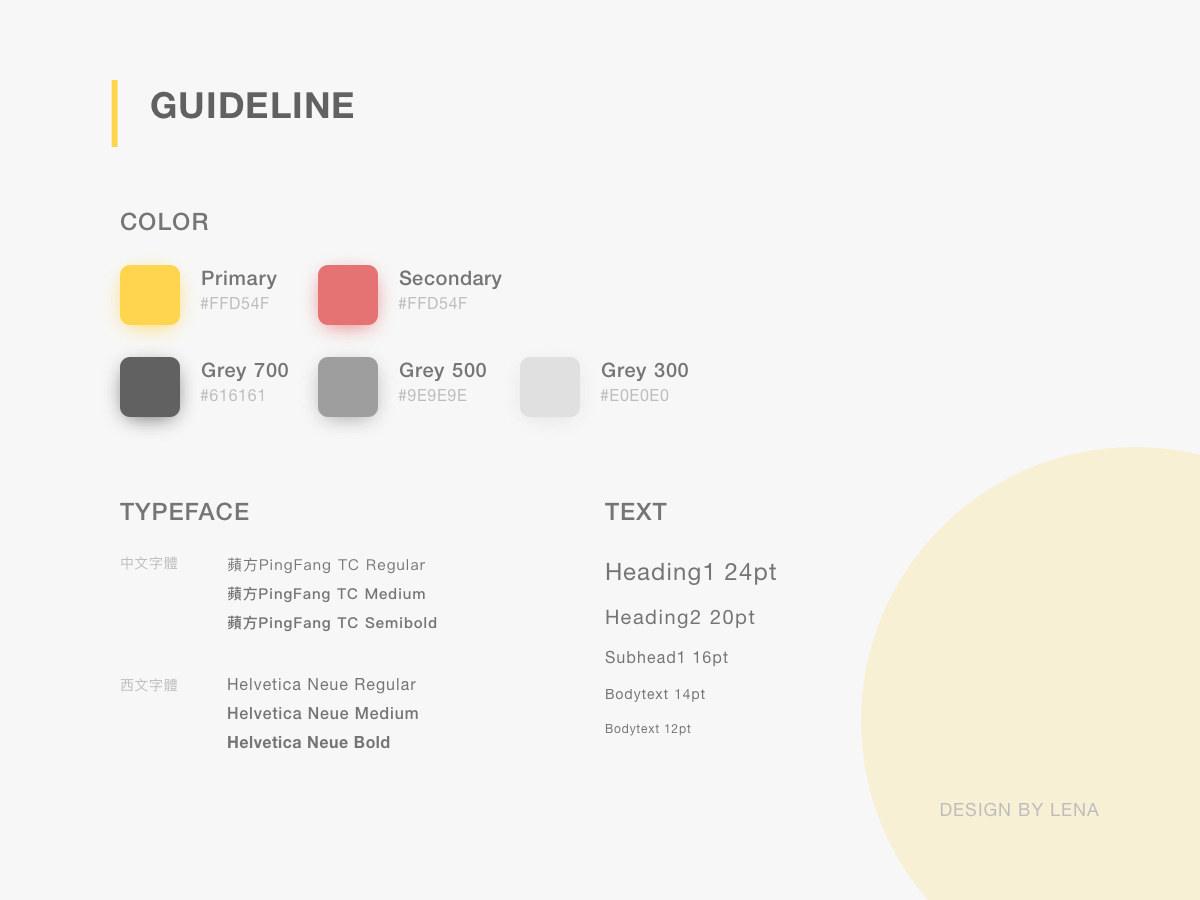 GUIDELINE
COLOR
Primary
#FFD54F
Secondary
#FFD54F
Grey 700
#616161
Grey 500
#9E9E9E
Grey 300
#E0E0E0
TYPEFACE
中文字體
蘋方PingFang TC Regular
蘋方PingFang TC Medium
蘋方PingFang TC Semibold
西文字體
Helvetica Neue Regular
Helvetica Neue Medium
Helvetica Neue Bold
TEXT
Heading1 24pt
Heading2 20pt
Subhead1 16pt
Bodytext 14pt
Bodytext 12pt
DESIGN BY LENA